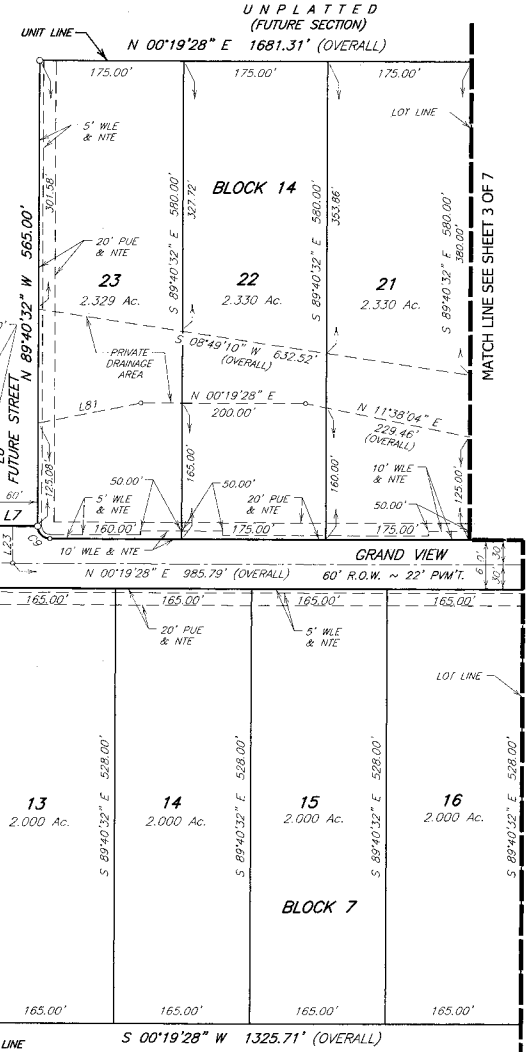 UNPLATTED
(FUTURE SECTION)
UNIT LINE
N 00°19'28" E 1681.31' (OVERALL)
175.00'
175.00'
175.00'
LOT LINE
5' WLE
& NTE
BLOCK 14
301.58'
S 89°40'32" E 580.00'
327.72'
S 89°40'32" E 580.00'
353.86'
S 89°40'32" E 580.00'
380.00'
MATCH LINE SEE SHEET 3 OF 7
N 89°40'32" W 565.00'
20' PUE
& NTE
23
2.329 Ac.
22
2.330 Ac.
21
2.330 Ac.
S 08°49'10" W 632.52'
(OVERALL)
PRIVATE
DRAINAGE
AREA
FUTURE STREET
L81
N 00°19'28" E
200.00'
N 11°38'04" E
229.46'
(OVERALL)
125.08'
165.00'
160.00'
125.00'
60'
L7
50.00'
50.00'
10' WLE
& NTE
50.00'
5' WLE
& NTE
20' PUE
& NTE
160.00'
175.00'
175.00'
C9
L23
10' WLE & NTE
GRAND VIEW
N 00°19'28" E 985.79' (OVERALL)
60' R.O.W. ~ 22' PVM'T.
30'
165.00'
165.00'
165.00'
165.00'
20' PUE
& NTE
5' WLE
& NTE
LOT LINE
S 89°40'32" E 528.00'
S 89°40'32" E 528.00'
S 89°40'32" E 528.00'
13
2.000 Ac.
14
2.000 Ac.
15
2.000 Ac.
16
2.000 Ac.
BLOCK 7
165.00'
165.00'
165.00'
165.00'
LINE
S 00°19'28" W 1325.71' (OVERALL)